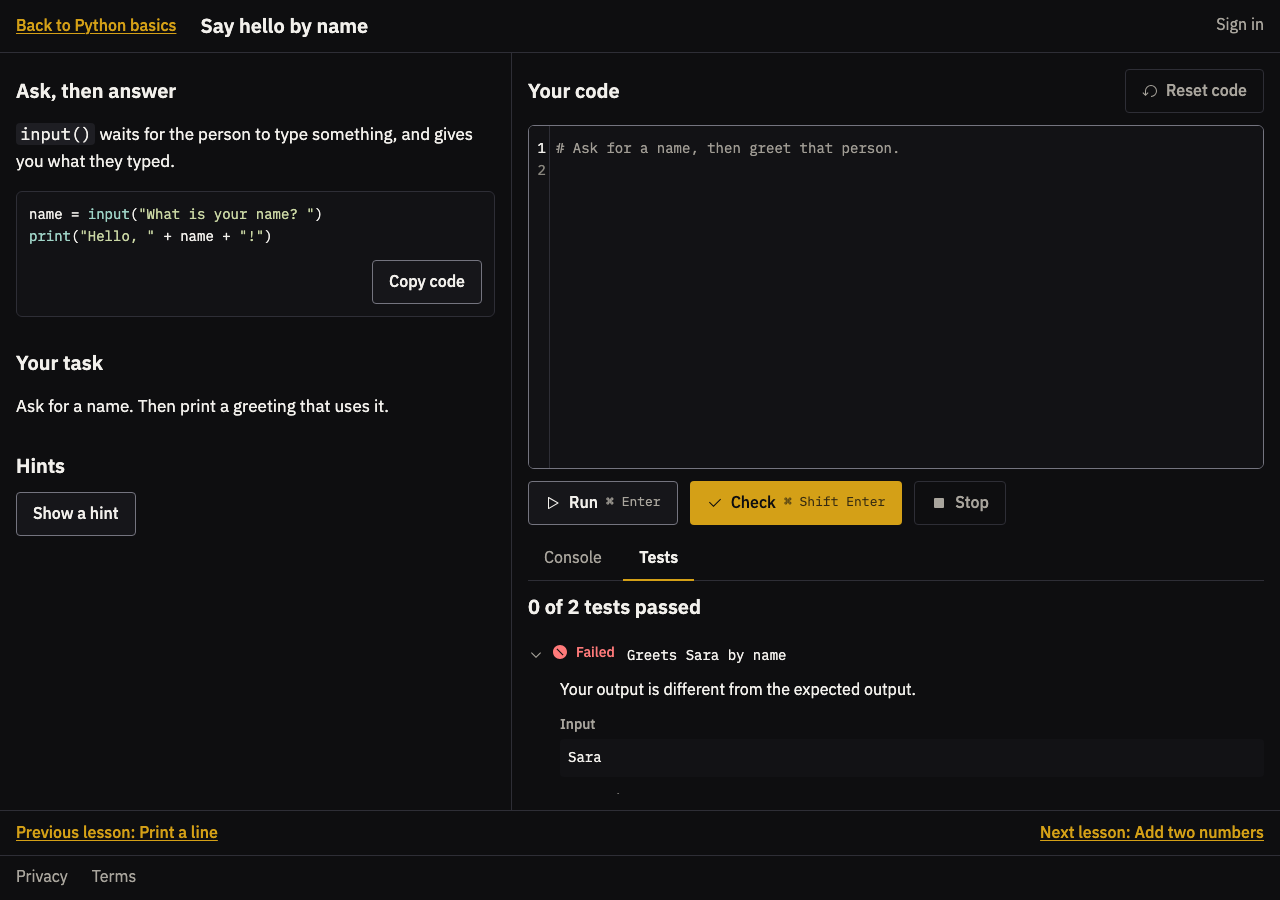 Back to Python basics
Say hello by name
Sign in
Ask, then answer
input() waits for the person to type something, and gives
you what they typed.
name = input("What is your name? ")
print("Hello, " + name + "!")
Copy code
Your task
Ask for a name. Then print a greeting that uses it.
Hints
Show a hint
Your code
Reset code
1 # Ask for a name, then greet that person.
2
Run ⌘ Enter
Check ⌘ Shift Enter
Stop
Console
Tests
0 of 2 tests passed
Failed Greets Sara by name
Your output is different from the expected output.
Input
Sara
Previous lesson: Print a line
Next lesson: Add two numbers
Privacy
Terms